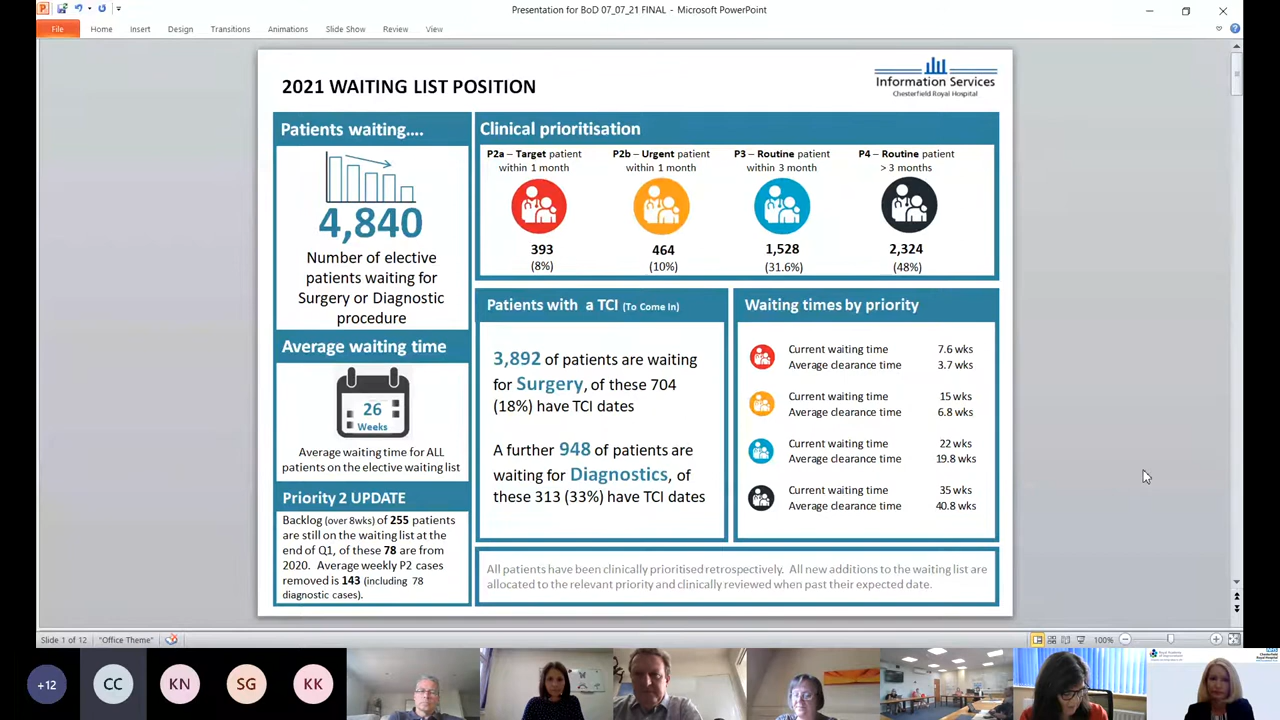 Presentation for BoD 07_07_21 FINAL - Microsoft PowerPoint
File Home Insert Design Transitions Animations Slide Show Review View
2021 WAITING LIST POSITION
Information Services
Chesterfield Royal Hospital
Patients waiting....
4,840
Number of elective
patients waiting for
Surgery or Diagnostic
procedure
Average waiting time
26
Weeks
Average waiting time for ALL
patients on the elective waiting list
Priority 2 UPDATE
Backlog (over 8wks) of 255 patients
are still on the waiting list at the
end of Q1, of these 78 are from
2020. Average weekly P2 cases
removed is 143 (including 78
diagnostic cases).
Clinical prioritisation
P2a – Target patient
within 1 month
393
(8%)
P2b – Urgent patient
within 1 month
464
(10%)
P3 – Routine patient
within 3 month
1,528
(31.6%)
P4 – Routine patient
> 3 months
2,324
(48%)
Patients with a TCI (To Come In)
3,892 of patients are waiting
for Surgery, of these 704
(18%) have TCI dates
A further 948 of patients are
waiting for Diagnostics, of
these 313 (33%) have TCI dates
Waiting times by priority
Current waiting time 7.6 wks
Average clearance time 3.7 wks
Current waiting time 15 wks
Average clearance time 6.8 wks
Current waiting time 22 wks
Average clearance time 19.8 wks
Current waiting time 35 wks
Average clearance time 40.8 wks
All patients have been clinically prioritised retrospectively. All new additions to the waiting list are
allocated to the relevant priority and clinically reviewed when past their expected date.
Slide 1 of 12 "Office Theme" 100%
+12 CC KN SG KK